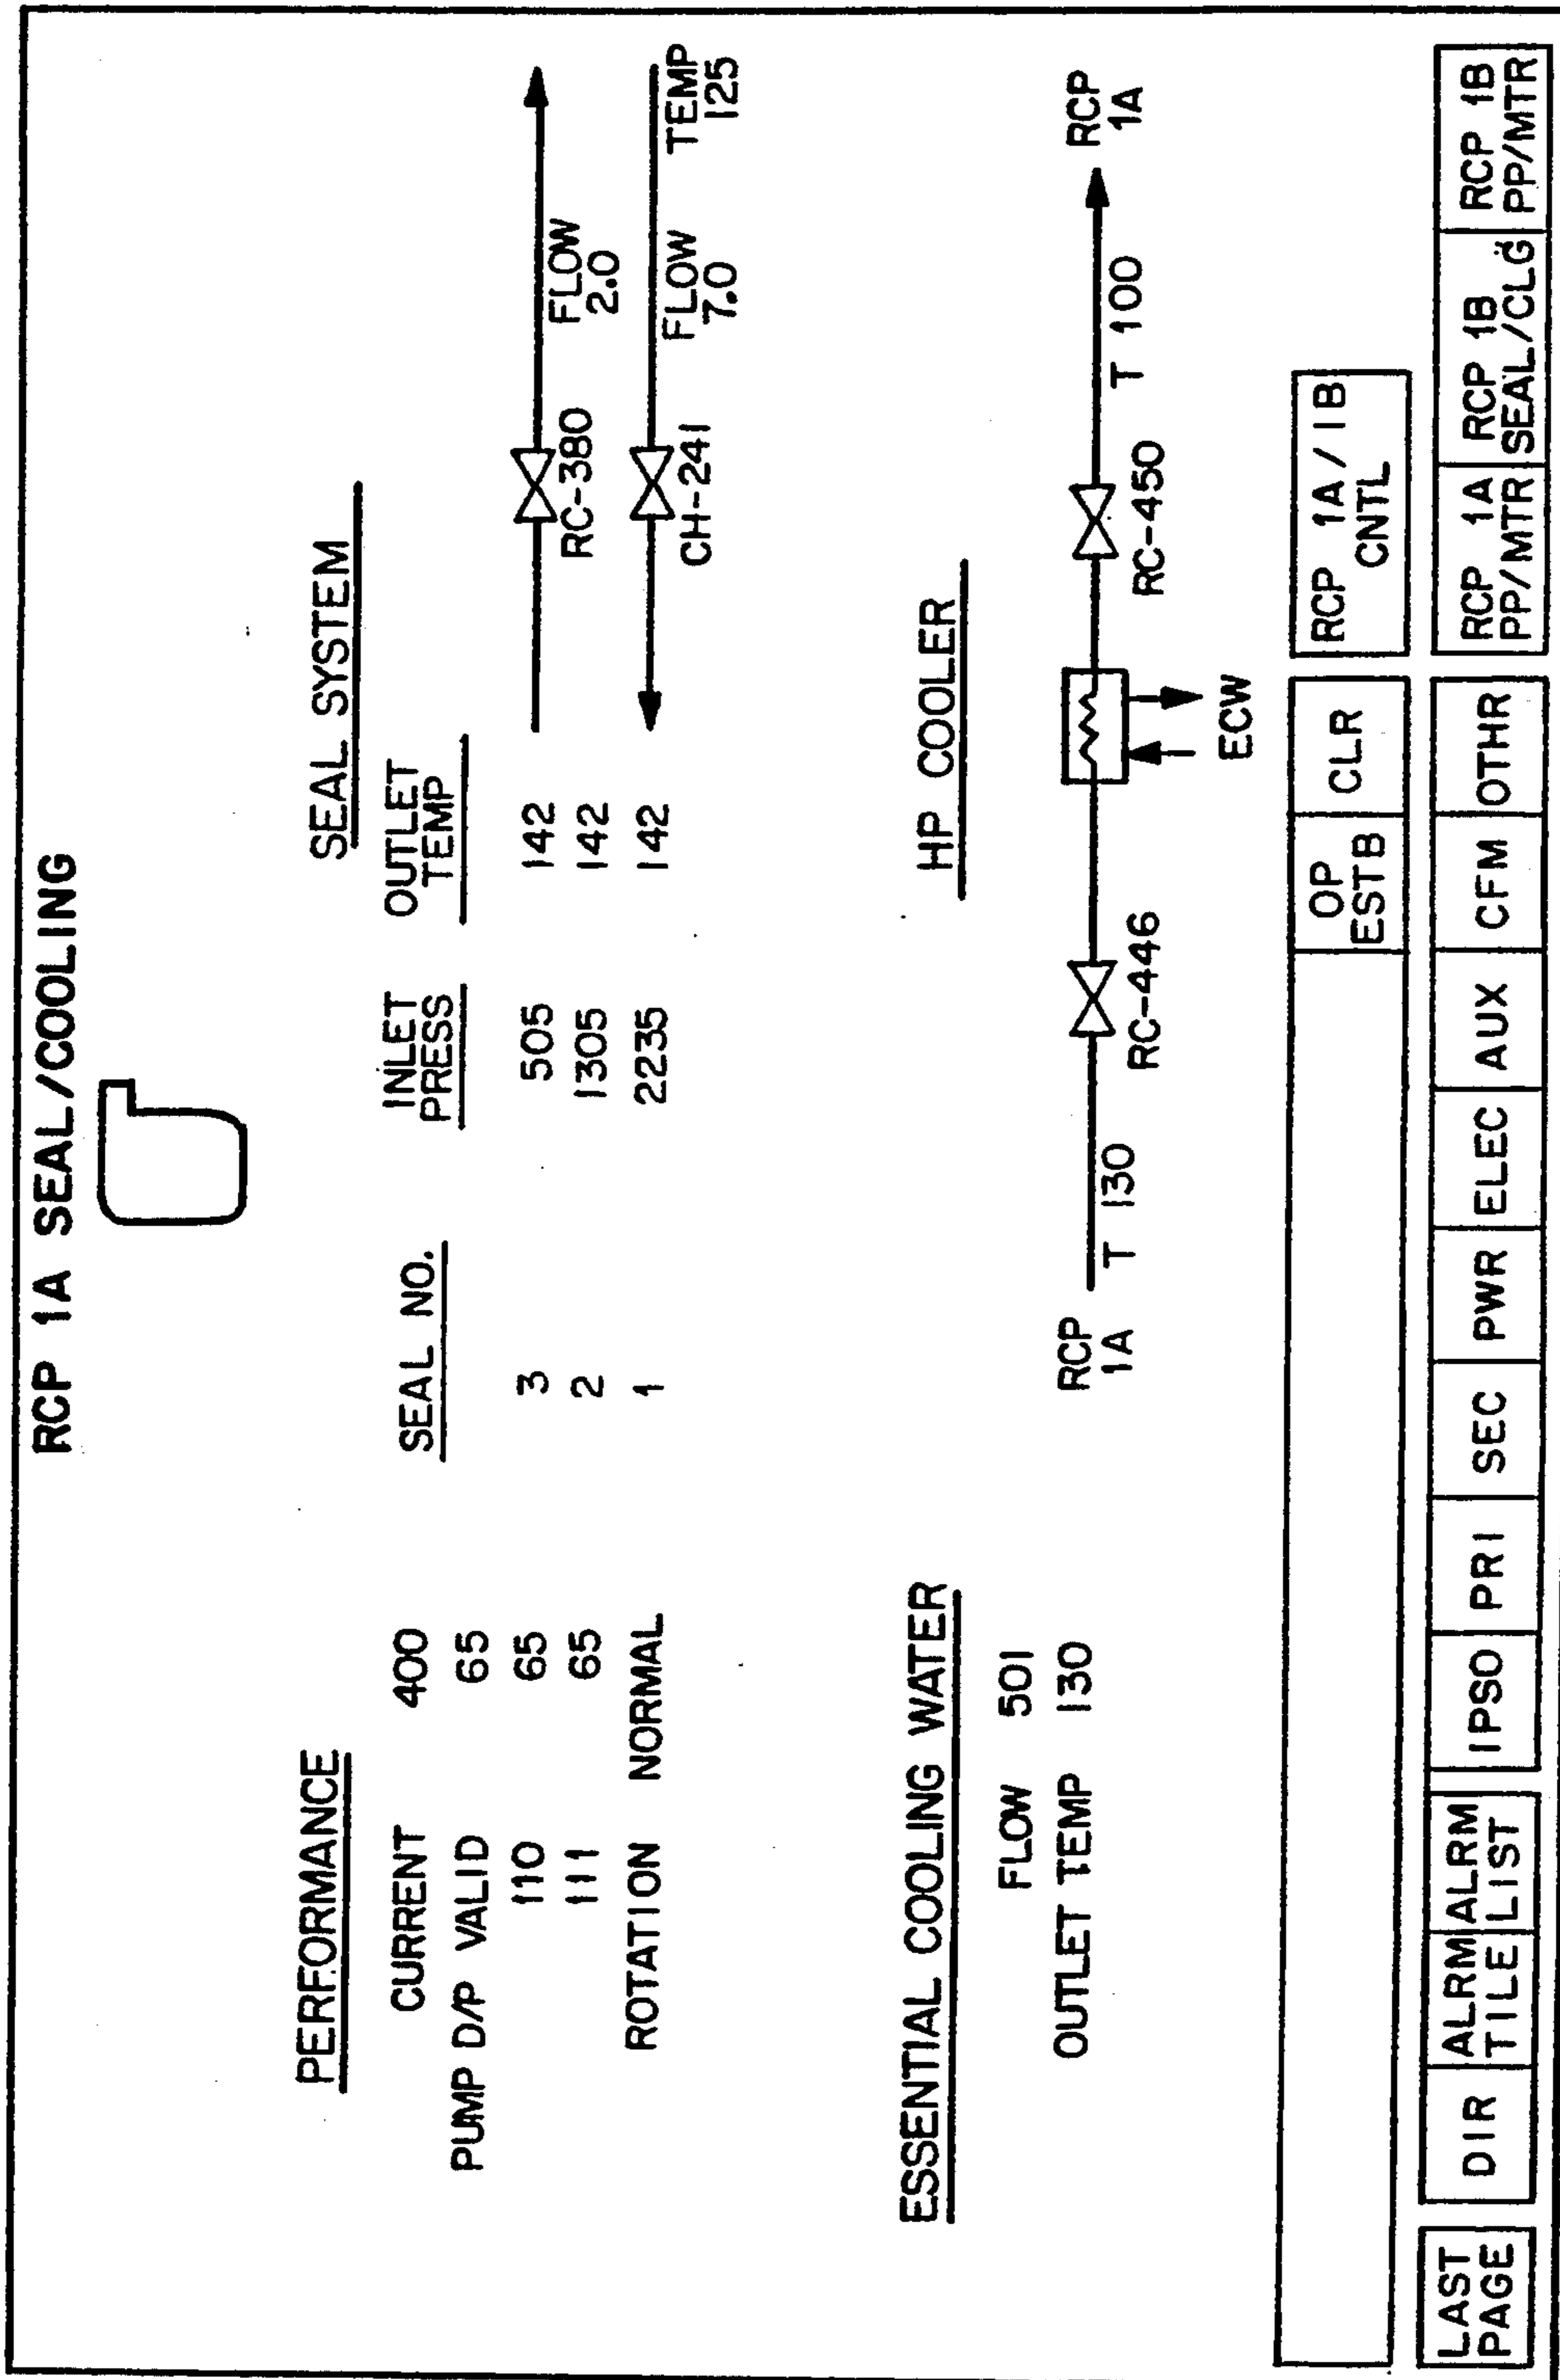 RCP 1A SEAL/COOLING
PERFORMANCE
CURRENT 400
PUMP D/P VALID 65
110 65
111 65
ROTATION NORMAL
SEAL SYSTEM
SEAL NO.
INLET
PRESS
OUTLET
TEMP
3 505 142
2 1305 142
1 2235 142
RC-380
FLOW
2.0
CH-241
FLOW
7.0
TEMP
125
ESSENTIAL COOLING WATER
FLOW 501
OUTLET TEMP 130
HP COOLER
RCP
1A
T 130
RC-446
ECW
RC-450
T 100
RCP
1A
OP
ESTB
CLR
RCP 1A/1B
CNTL
LAST
PAGE
DIR
ALRM
TILE
ALRM
LIST
IPSO
PRI
SEC
PWR
ELEC
AUX
CFM
OTHR
RCP 1A
PP/MTR
RCP 1B
SEAL/CLG
RCP 1B
PP/MTR